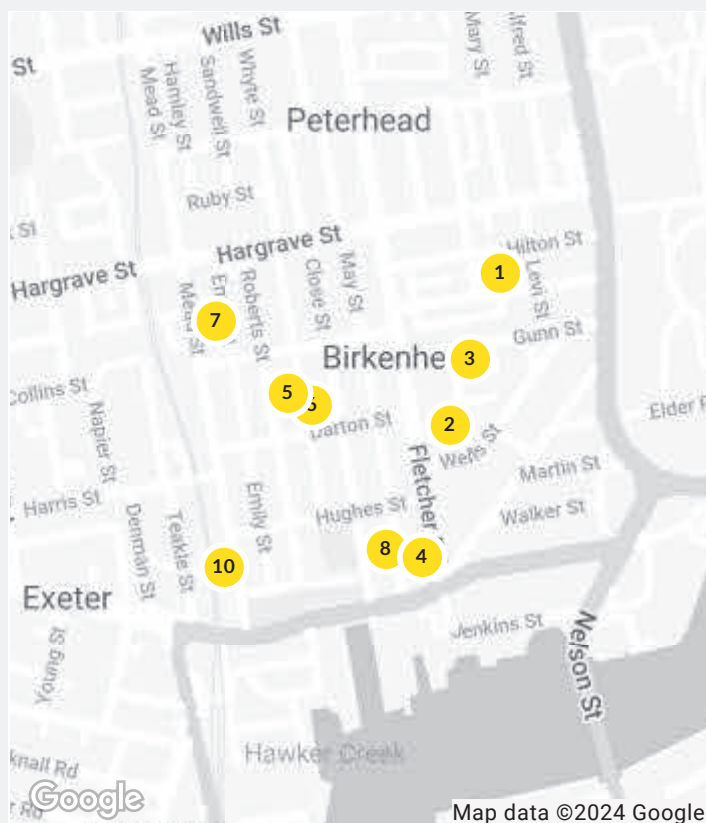 Wills St
St
Mary St
lfred St
Mead St
Hamley St
Sandwell St
Whyte St
Peterhead
Ruby St
St
Hargrave St
Hilton St
Hargrave St
Close St
May St
1
Levi St
Roberts St
7
Gunn St
Birkenhe
3
Collins St
5
Napier St
2
Darton St
Elder
Fletcher
Martin St
Harris St
Emily St
Hughes St
Walker St
Denman St
Teakle St
8
4
10
Exeter
Jenkins St
Young St
Nelson St
Hawker Creek
knall Rd
r Rd
Google
Map data ©2024 Google